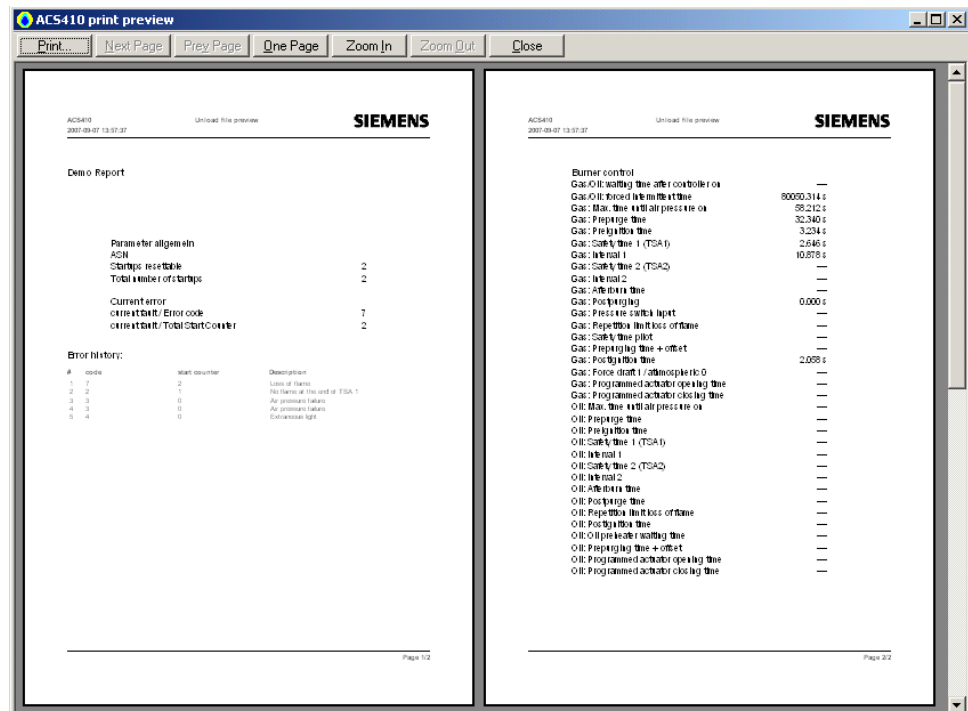 ACS410 print preview
Print... Next Page Prev Page One Page Zoom In Zoom Out Close
ACS410 Unload file preview SIEMENS
2007-09-07 13:57:37
Demo Report
Parameter allgemein
ASN
Startups resettable 2
Total number of startups 2
Current error
current fault / Error code 7
current fault / Total Start Counter 2
Error history:
# code start counter Description
1 7 2 Loss of flame
2 2 1 No flame at the end of TSA 1
3 3 0 Air pressure failure
4 3 0 Air pressure failure
5 4 0 Extraneous light
Page 1/2
ACS410 Unload file preview SIEMENS
2007-09-07 13:57:37
Burner control
Gas/Oil: waiting time after controller on —
Gas/Oil: forced intermittent time 80050.314 s
Gas: Max. time until air pressure on 58.212 s
Gas: Prepurge time 32.340 s
Gas: Preignition time 3.234 s
Gas: Safety time 1 (TSA1) 2.646 s
Gas: Interval 1 10.878 s
Gas: Safety time 2 (TSA2) —
Gas: Interval 2 —
Gas: Afterburn time —
Gas: Postpurging 0.000 s
Gas: Pressure switch input —
Gas: Repetition limit loss of flame —
Gas: Safety time pilot —
Gas: Prepurging time + offset —
Gas: Postignition time 2.058 s
Gas: Force draft 1 / atmospheric 0 —
Gas: Programmed actuator opening time —
Gas: Programmed actuator closing time —
Oil: Max. time until air pressure on —
Oil: Prepurge time —
Oil: Preignition time —
Oil: Safety time 1 (TSA1) —
Oil: Interval 1 —
Oil: Safety time 2 (TSA2) —
Oil: Interval 2 —
Oil: Afterburn time —
Oil: Postpurge time —
Oil: Repetition limit loss of flame —
Oil: Postignition time —
Oil: Oil preheater waiting time —
Oil: Prepurging time + offset —
Oil: Programmed actuator opening time —
Oil: Programmed actuator closing time —
Page 2/2